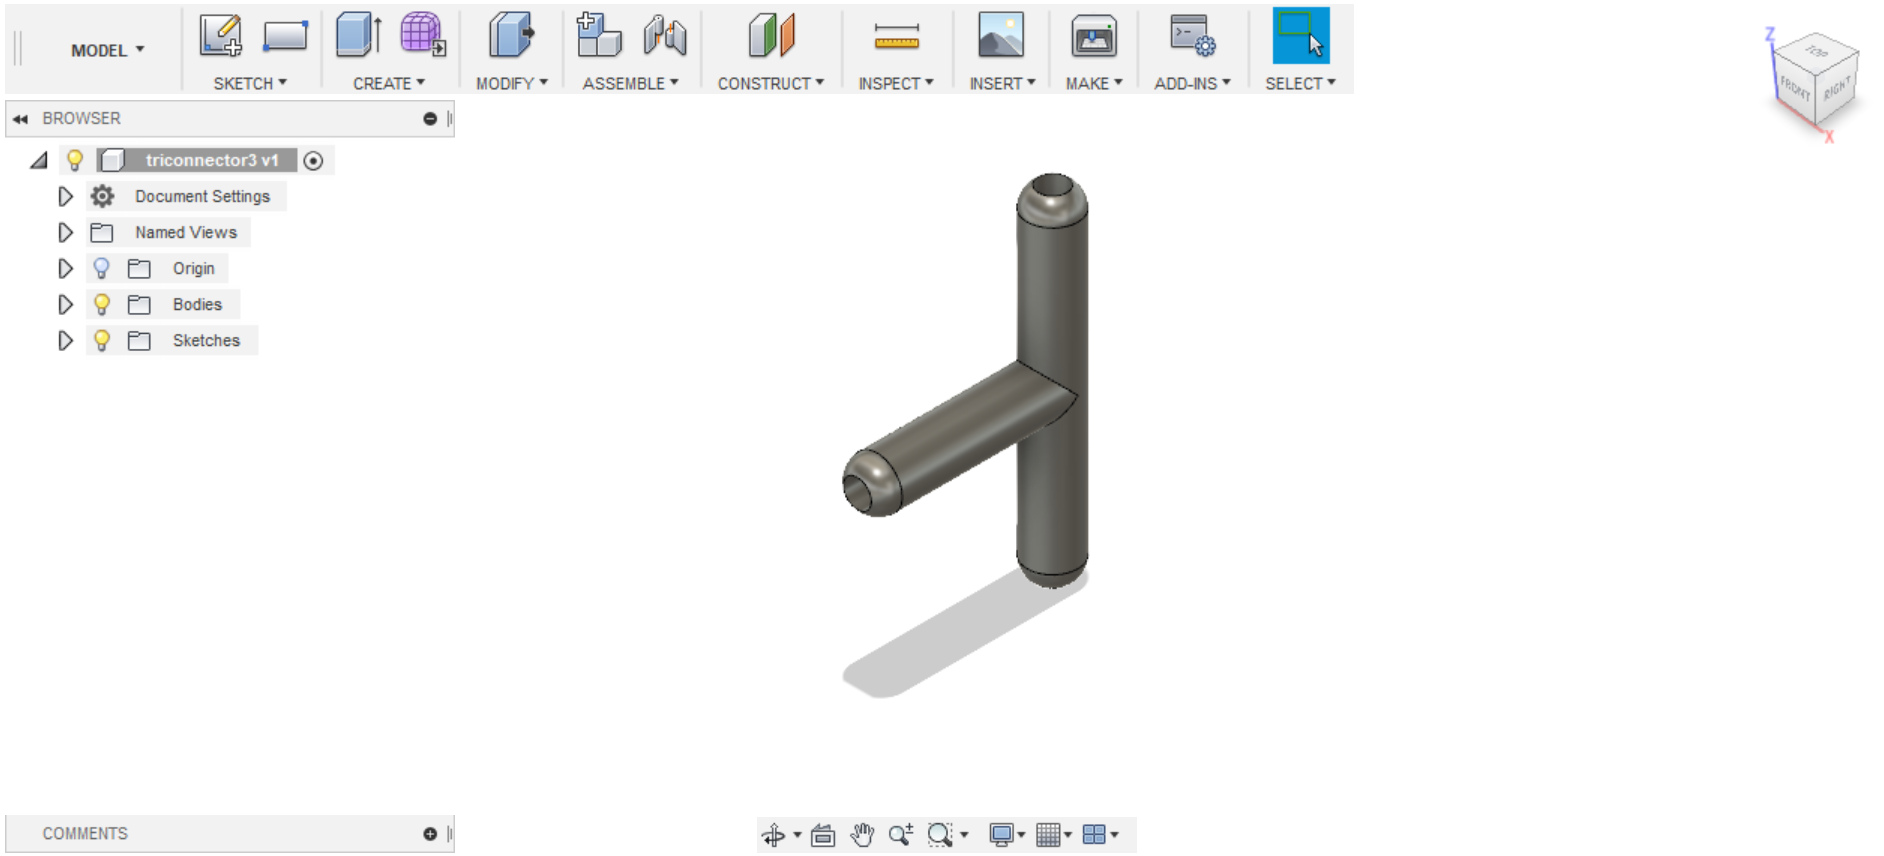 MODEL
SKETCH
CREATE
MODIFY
ASSEMBLE
CONSTRUCT
INSPECT
INSERT
MAKE
ADD-INS
SELECT
Z
TOP
FRONT
RIGHT
X
BROWSER
triconnector3 v1
Document Settings
Named Views
Origin
Bodies
Sketches
COMMENTS